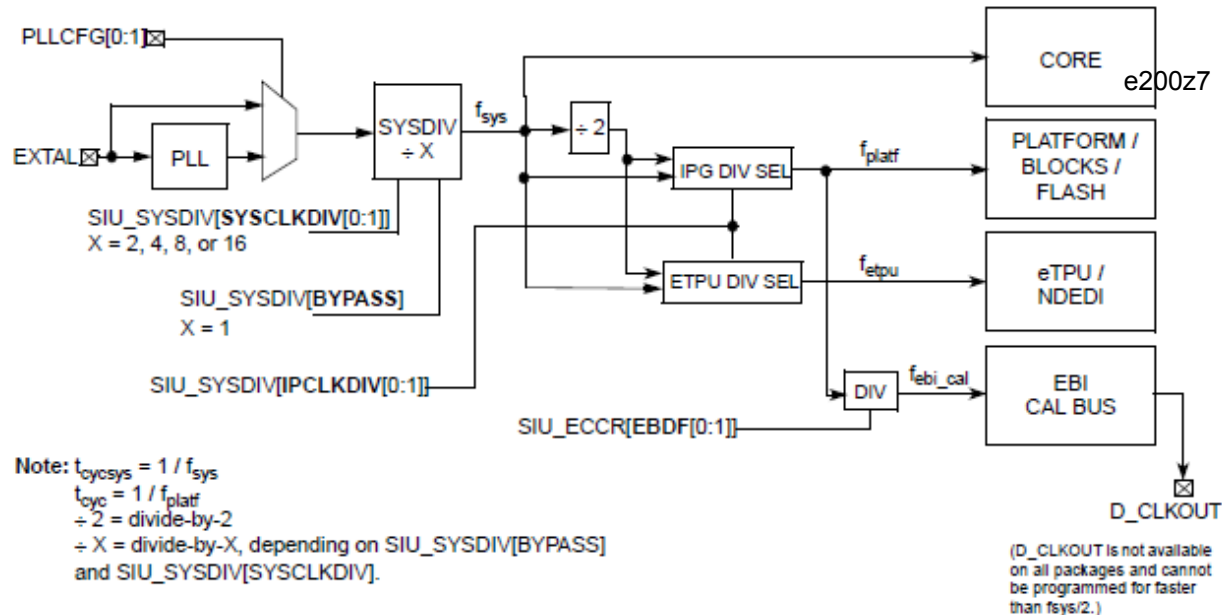 PLLCFG[0:1]
EXTAL
PLL
SYSDIV
÷ X
fsys
÷ 2
IPG DIV SEL
ETPU DIV SEL
fplatf
fetpu
CORE
e200z7
PLATFORM /
BLOCKS /
FLASH
eTPU /
NDEDI
SIU_SYSDIV[SYSCLKDIV[0:1]]
X = 2, 4, 8, or 16
SIU_SYSDIV[BYPASS]
X = 1
SIU_SYSDIV[IPCLKDIV[0:1]]
SIU_ECCR[EBDF[0:1]]
DIV
febi_cal
EBI
CAL BUS
D_CLKOUT
(D_CLKOUT is not available
on all packages and cannot
be programmed for faster
than fsys/2.)
Note: tcycsys = 1 / fsys
tcyc = 1 / fplatf
÷ 2 = divide-by-2
÷ X = divide-by-X, depending on SIU_SYSDIV[BYPASS]
and SIU_SYSDIV[SYSCLKDIV].